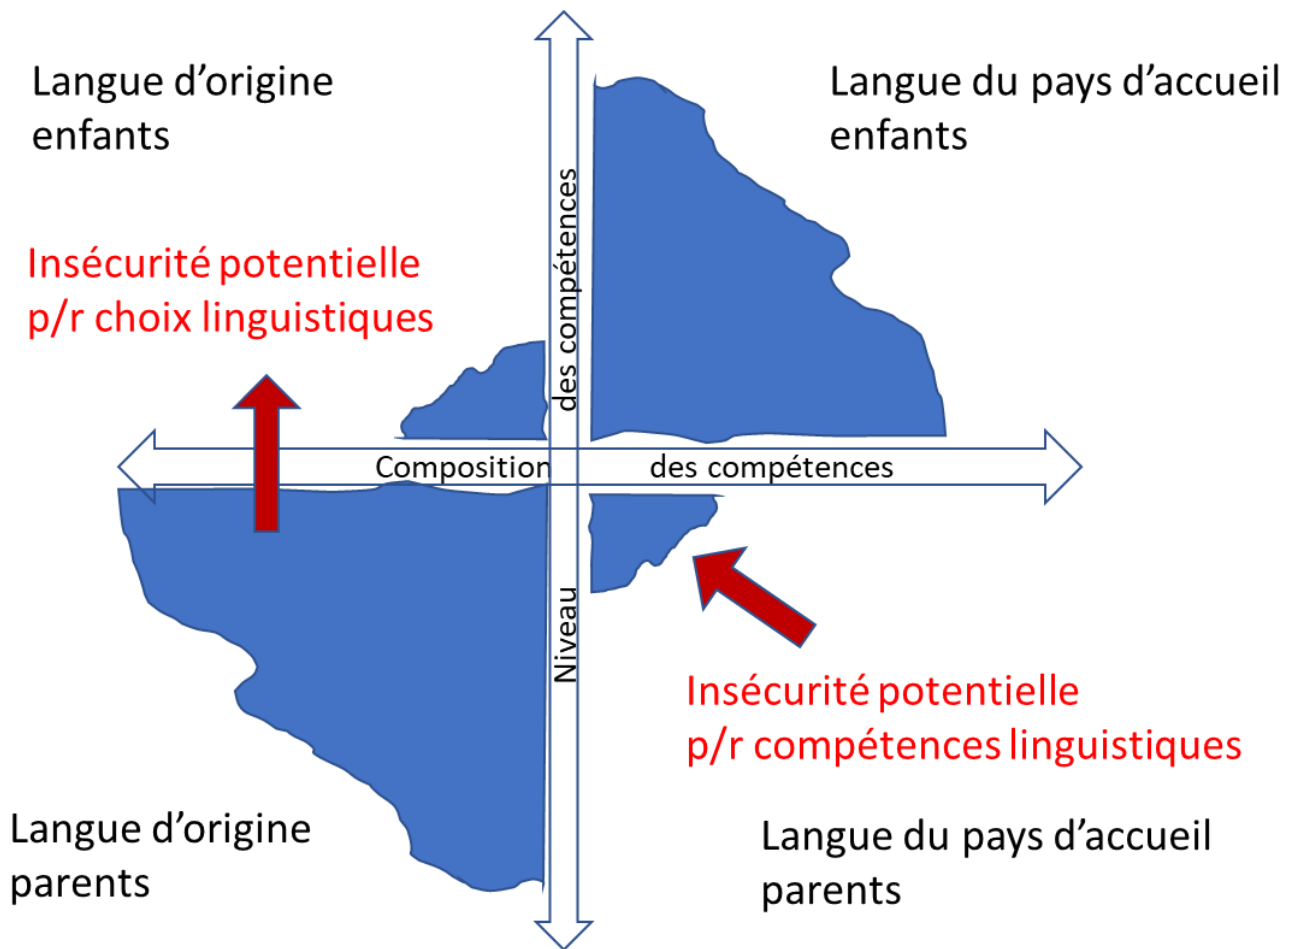 Langue d'origine
enfants
Langue du pays d'accueil
enfants
Insécurité potentielle
p/r choix linguistiques
des compétences
Composition des compétences
Niveau
Insécurité potentielle
p/r compétences linguistiques
Langue d'origine
parents
Langue du pays d'accueil
parents